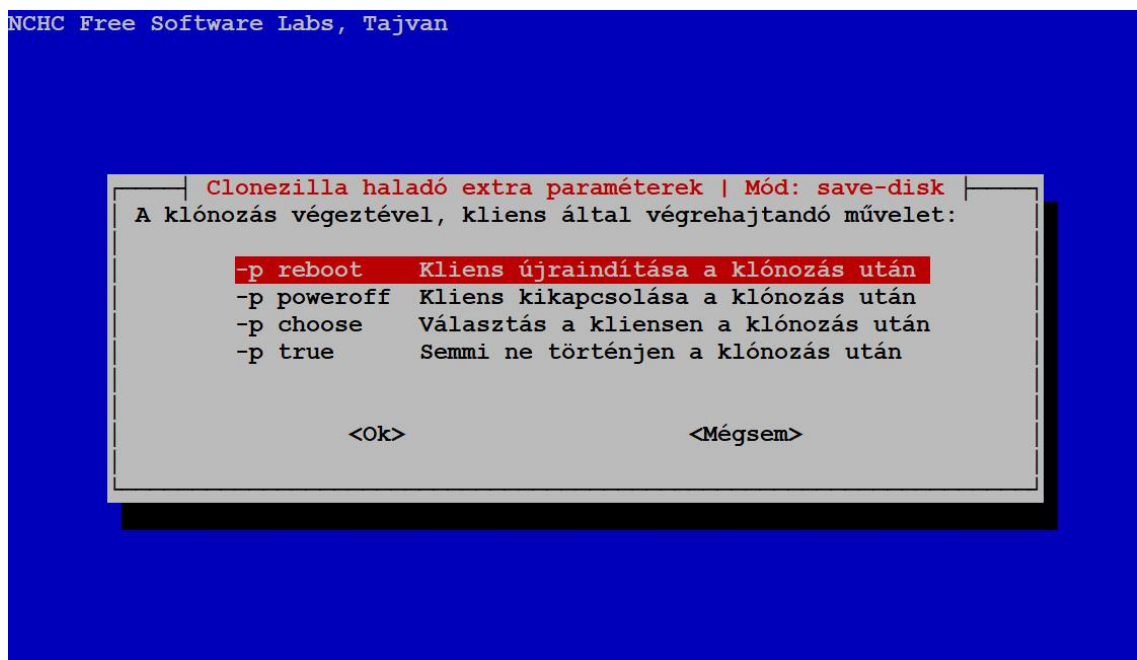 NCHC Free Software Labs, Tajvan
Clonezilla haladó extra paraméterek | Mód: save-disk
A klónozás végeztével, kliens által végrehajtandó művelet:
-p reboot Kliens újraindítása a klónozás után
-p poweroff Kliens kikapcsolása a klónozás után
-p choose Választás a kliensen a klónozás után
-p true Semmi ne történjen a klónozás után
<Ok> <Mégsem>